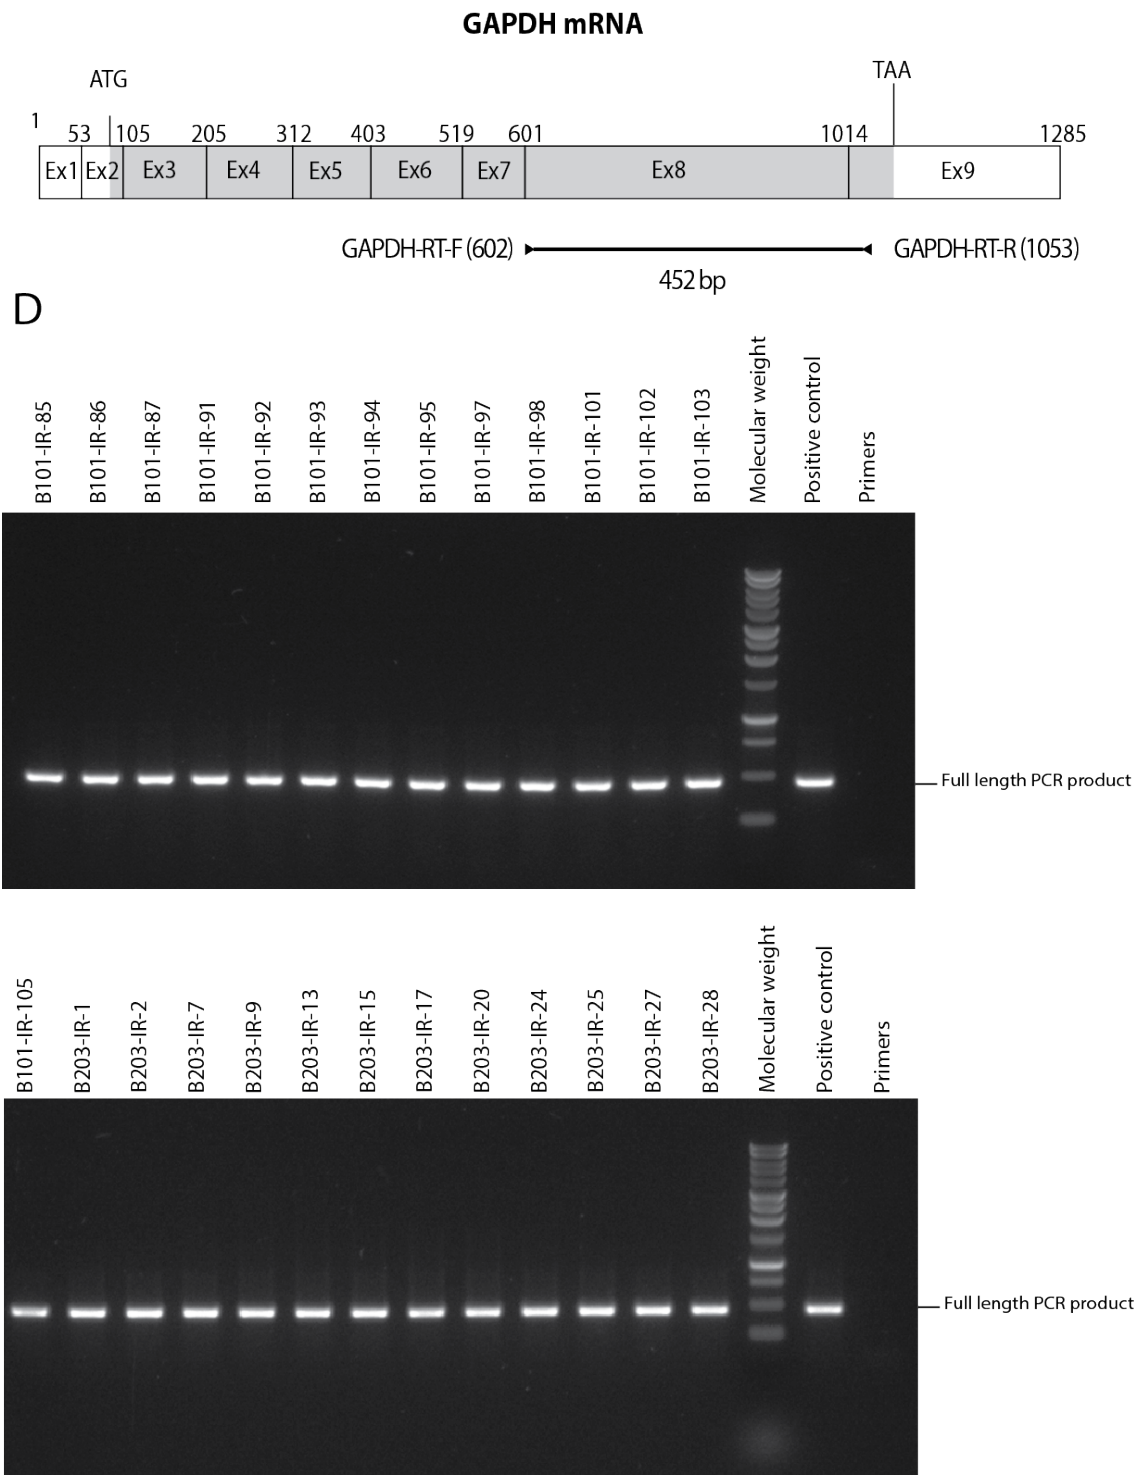 GAPDH mRNA
ATG TAA
1 53 105 205 312 403 519 601 1014 1285
Ex1 Ex2 Ex3 Ex4 Ex5 Ex6 Ex7 Ex8 Ex9
GAPDH-RT-F (602) GAPDH-RT-R (1053)
452 bp
D
B101-IR-85
B101-IR-86
B101-IR-87
B101-IR-91
B101-IR-92
B101-IR-93
B101-IR-94
B101-IR-95
B101-IR-97
B101-IR-98
B101-IR-101
B101-IR-102
B101-IR-103
Molecular weight
Positive control
Primers
Full length PCR product
B101-IR-105
B203-IR-1
B203-IR-2
B203-IR-7
B203-IR-9
B203-IR-13
B203-IR-15
B203-IR-17
B203-IR-20
B203-IR-24
B203-IR-25
B203-IR-27
B203-IR-28
Molecular weight
Positive control
Primers
Full length PCR product